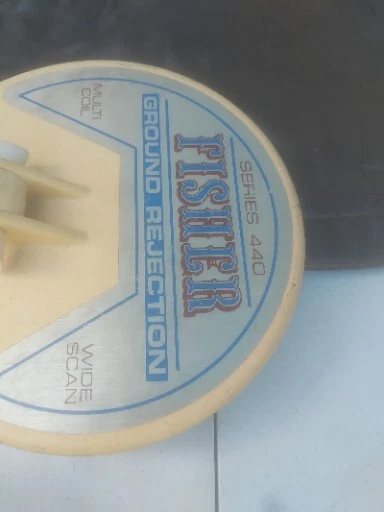 SERIES 440
FISHER
GROUND REJECTION
MULTI
COIL
WIDE
SCAN